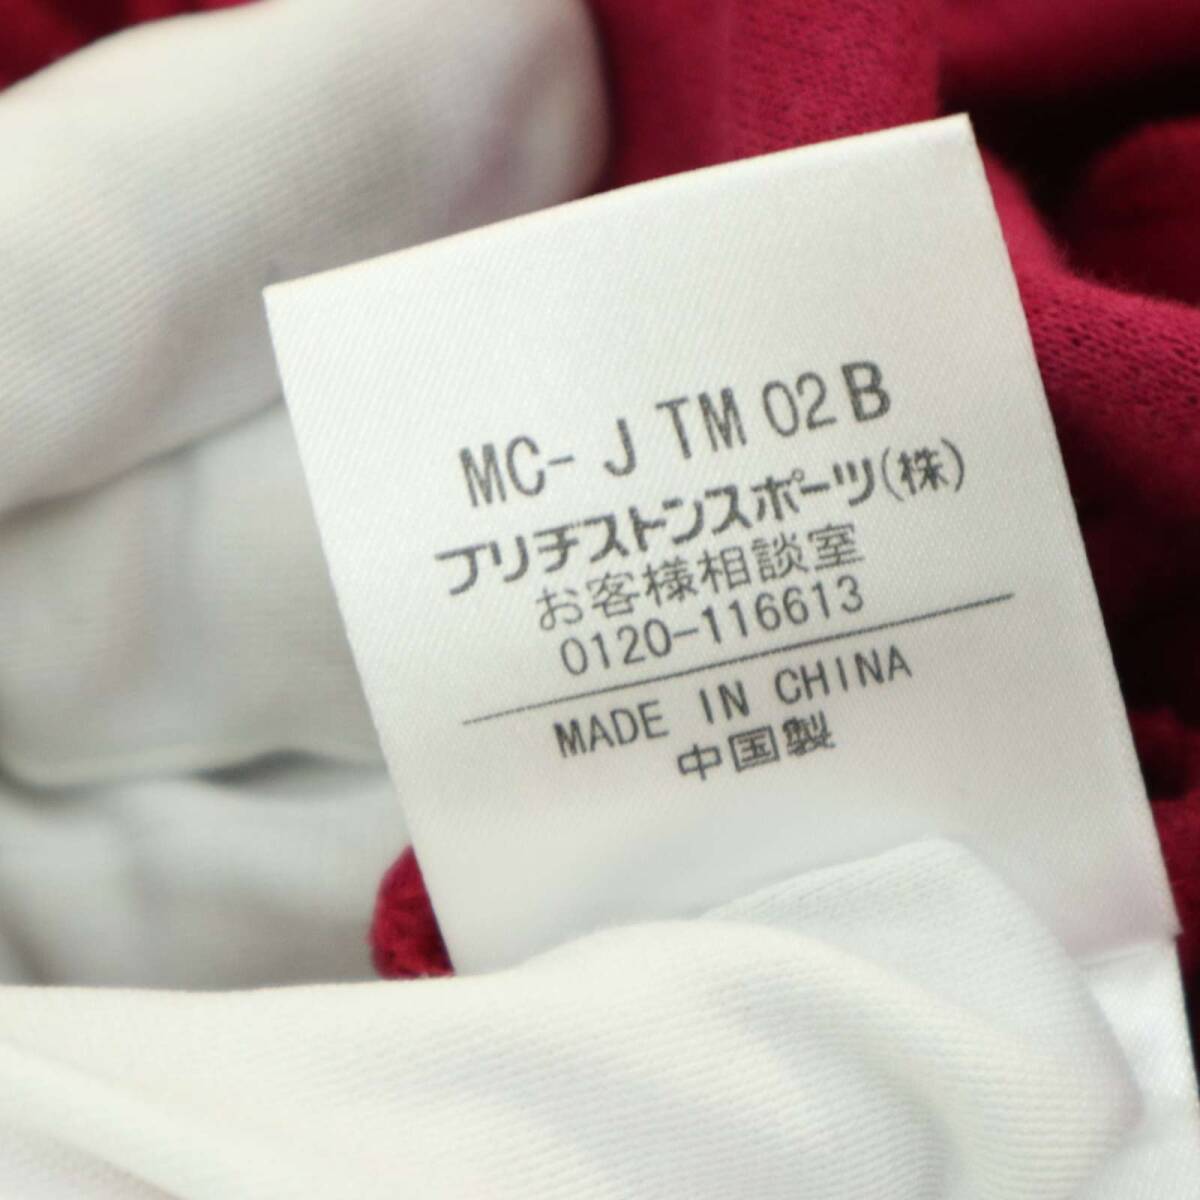 MC- J TM 02 B
ブリヂストンスポーツ(株)
お客様相談室
0120-116613
MADE IN CHINA
中国製